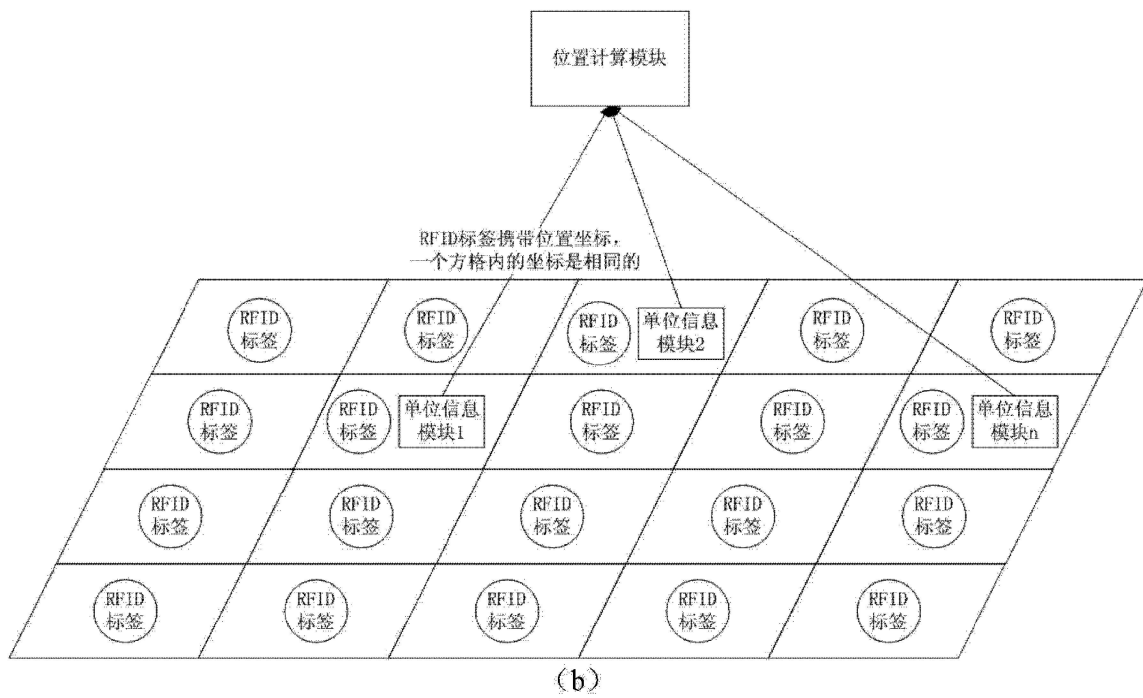 位置计算模块
RFID标签携带位置坐标，
一个方格内的坐标是相同的
RFID
标签
RFID
标签
RFID
标签
单位信息
模块2
RFID
标签
RFID
标签
RFID
标签
RFID
标签
单位信息
模块1
RFID
标签
RFID
标签
RFID
标签
单位信息
模块n
RFID
标签
RFID
标签
RFID
标签
RFID
标签
RFID
标签
RFID
标签
RFID
标签
RFID
标签
RFID
标签
RFID
标签
(b)